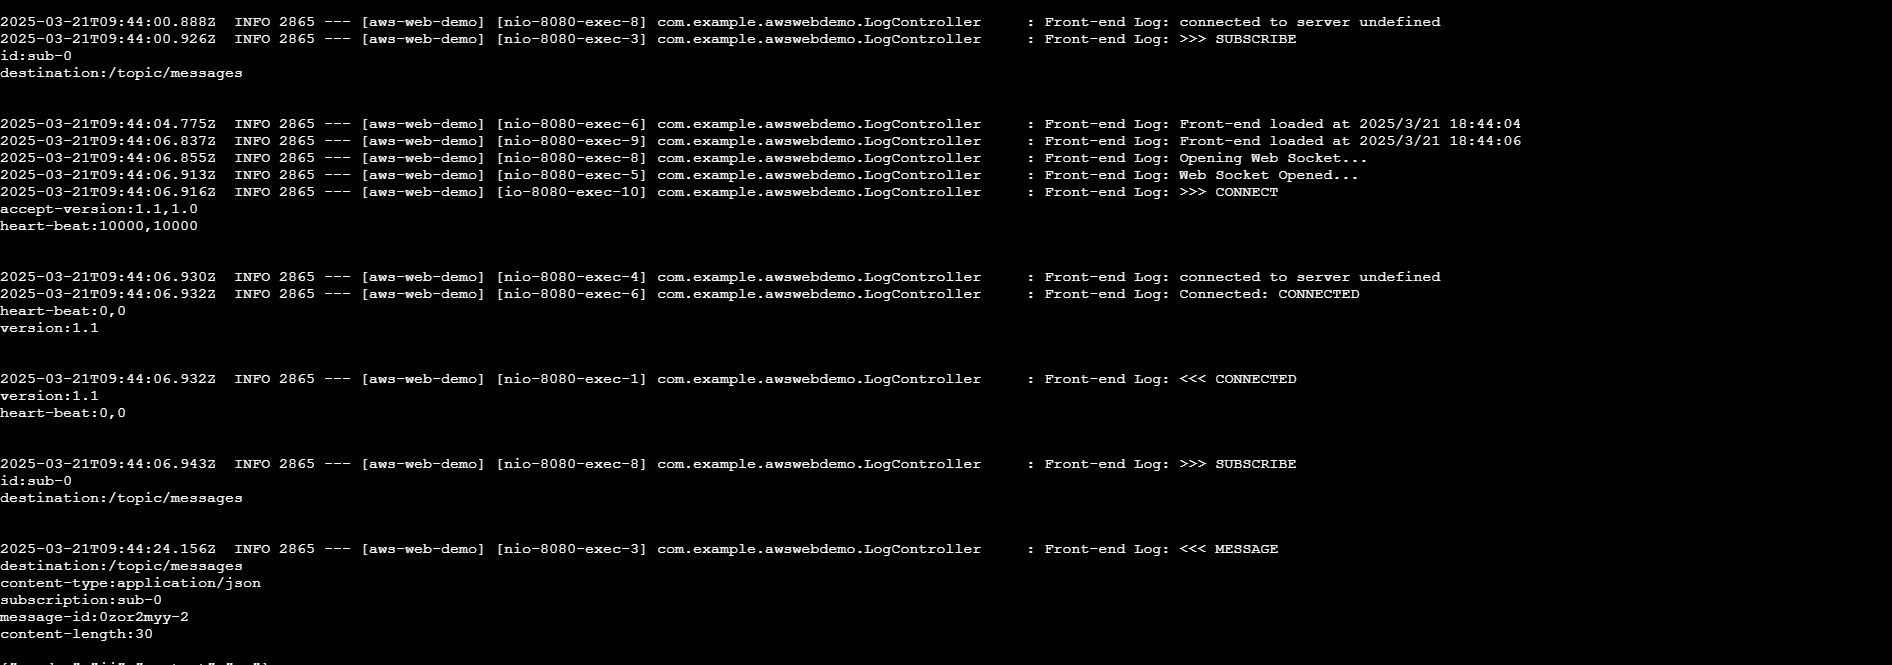 2025-03-21T09:44:00.888Z  INFO 2865 --- [aws-web-demo] [nio-8080-exec-8] com.example.awswebdemo.LogController     : Front-end Log: connected to server undefined
2025-03-21T09:44:00.926Z  INFO 2865 --- [aws-web-demo] [nio-8080-exec-3] com.example.awswebdemo.LogController     : Front-end Log: >>> SUBSCRIBE
id:sub-0
destination:/topic/messages
2025-03-21T09:44:04.775Z  INFO 2865 --- [aws-web-demo] [nio-8080-exec-6] com.example.awswebdemo.LogController     : Front-end Log: Front-end loaded at 2025/3/21 18:44:04
2025-03-21T09:44:06.837Z  INFO 2865 --- [aws-web-demo] [nio-8080-exec-9] com.example.awswebdemo.LogController     : Front-end Log: Front-end loaded at 2025/3/21 18:44:06
2025-03-21T09:44:06.855Z  INFO 2865 --- [aws-web-demo] [nio-8080-exec-8] com.example.awswebdemo.LogController     : Front-end Log: Opening Web Socket...
2025-03-21T09:44:06.913Z  INFO 2865 --- [aws-web-demo] [nio-8080-exec-5] com.example.awswebdemo.LogController     : Front-end Log: Web Socket Opened...
2025-03-21T09:44:06.916Z  INFO 2865 --- [aws-web-demo] [io-8080-exec-10] com.example.awswebdemo.LogController     : Front-end Log: >>> CONNECT
accept-version:1.1,1.0
heart-beat:10000,10000
2025-03-21T09:44:06.930Z  INFO 2865 --- [aws-web-demo] [nio-8080-exec-4] com.example.awswebdemo.LogController     : Front-end Log: connected to server undefined
2025-03-21T09:44:06.932Z  INFO 2865 --- [aws-web-demo] [nio-8080-exec-6] com.example.awswebdemo.LogController     : Front-end Log: Connected: CONNECTED
heart-beat:0,0
version:1.1
2025-03-21T09:44:06.932Z  INFO 2865 --- [aws-web-demo] [nio-8080-exec-1] com.example.awswebdemo.LogController     : Front-end Log: <<< CONNECTED
version:1.1
heart-beat:0,0
2025-03-21T09:44:06.943Z  INFO 2865 --- [aws-web-demo] [nio-8080-exec-8] com.example.awswebdemo.LogController     : Front-end Log: >>> SUBSCRIBE
id:sub-0
destination:/topic/messages
2025-03-21T09:44:24.156Z  INFO 2865 --- [aws-web-demo] [nio-8080-exec-3] com.example.awswebdemo.LogController     : Front-end Log: <<< MESSAGE
destination:/topic/messages
content-type:application/json
subscription:sub-0
message-id:0zor2myy-2
content-length:30